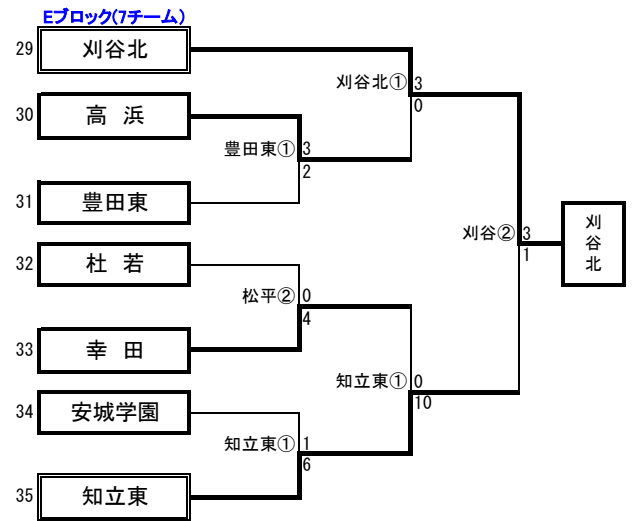 Eブロック(7チーム)
29 刈谷北
刈谷北① 3
0
30 高 浜
豊田東① 3
2
31 豊田東
刈谷② 3
1
刈谷北
32 杜 若
松平② 0
4
33 幸 田
知立東① 0
10
34 安城学園
知立東① 1
6
35 知立東